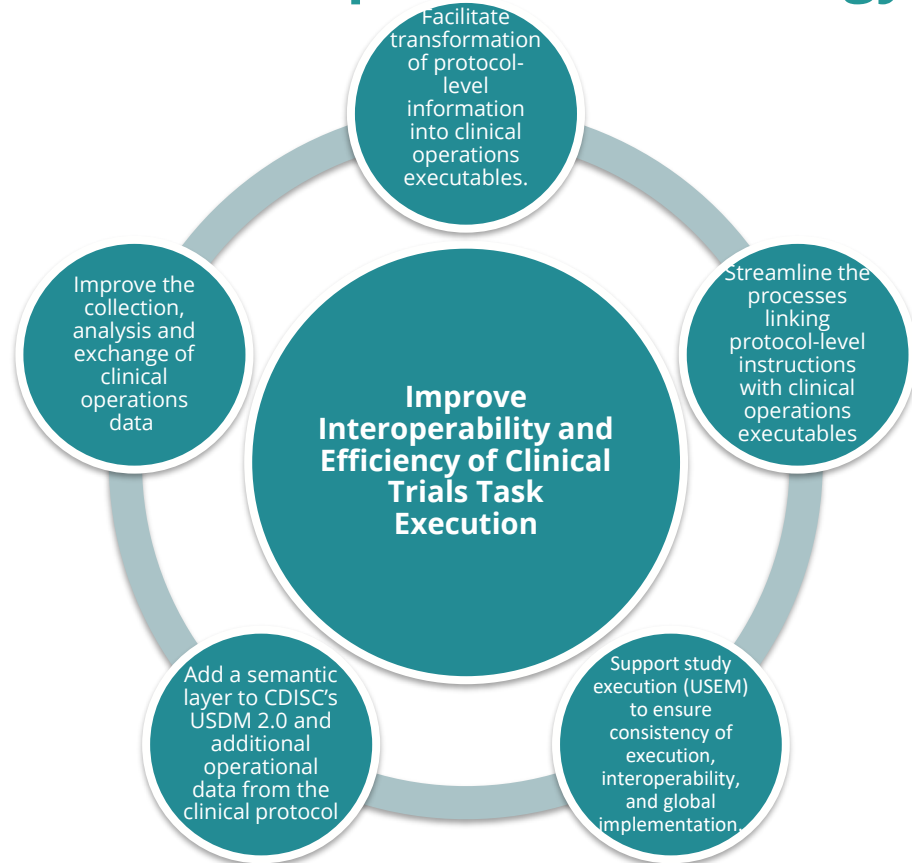 Facilitate
transformation
of protocol-
level
information
into clinical
operations
executables.
Streamline the
processes
linking
protocol-level
instructions
with clinical
operations
executables
Support study
execution (USEM)
to ensure
consistency of
execution,
interoperability,
and global
implementation.
Add a semantic
layer to CDISC’s
USDM 2.0 and
additional
operational
data from the
clinical protocol
Improve the
collection,
analysis and
exchange of
clinical
operations
data
Improve
Interoperability and
Efficiency of Clinical
Trials Task
Execution